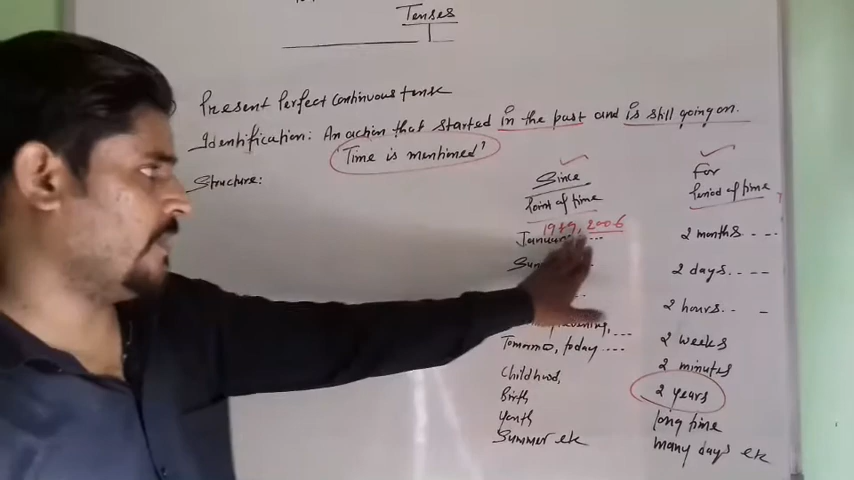 Tenses
Present Perfect Continuous tense
Identification: An action that started in the past and is still going on.
Time is mentioned
Structure:
Since
Point of time
1989, 2006
January ...
Tomorrow, today ....
Childhood,
Birth
Youth
Summer etc
For
Period of time
2 months - - -
2 days.. - - -
2 hours. . -
2 weeks
2 minutes
2 years
long time
many days etc